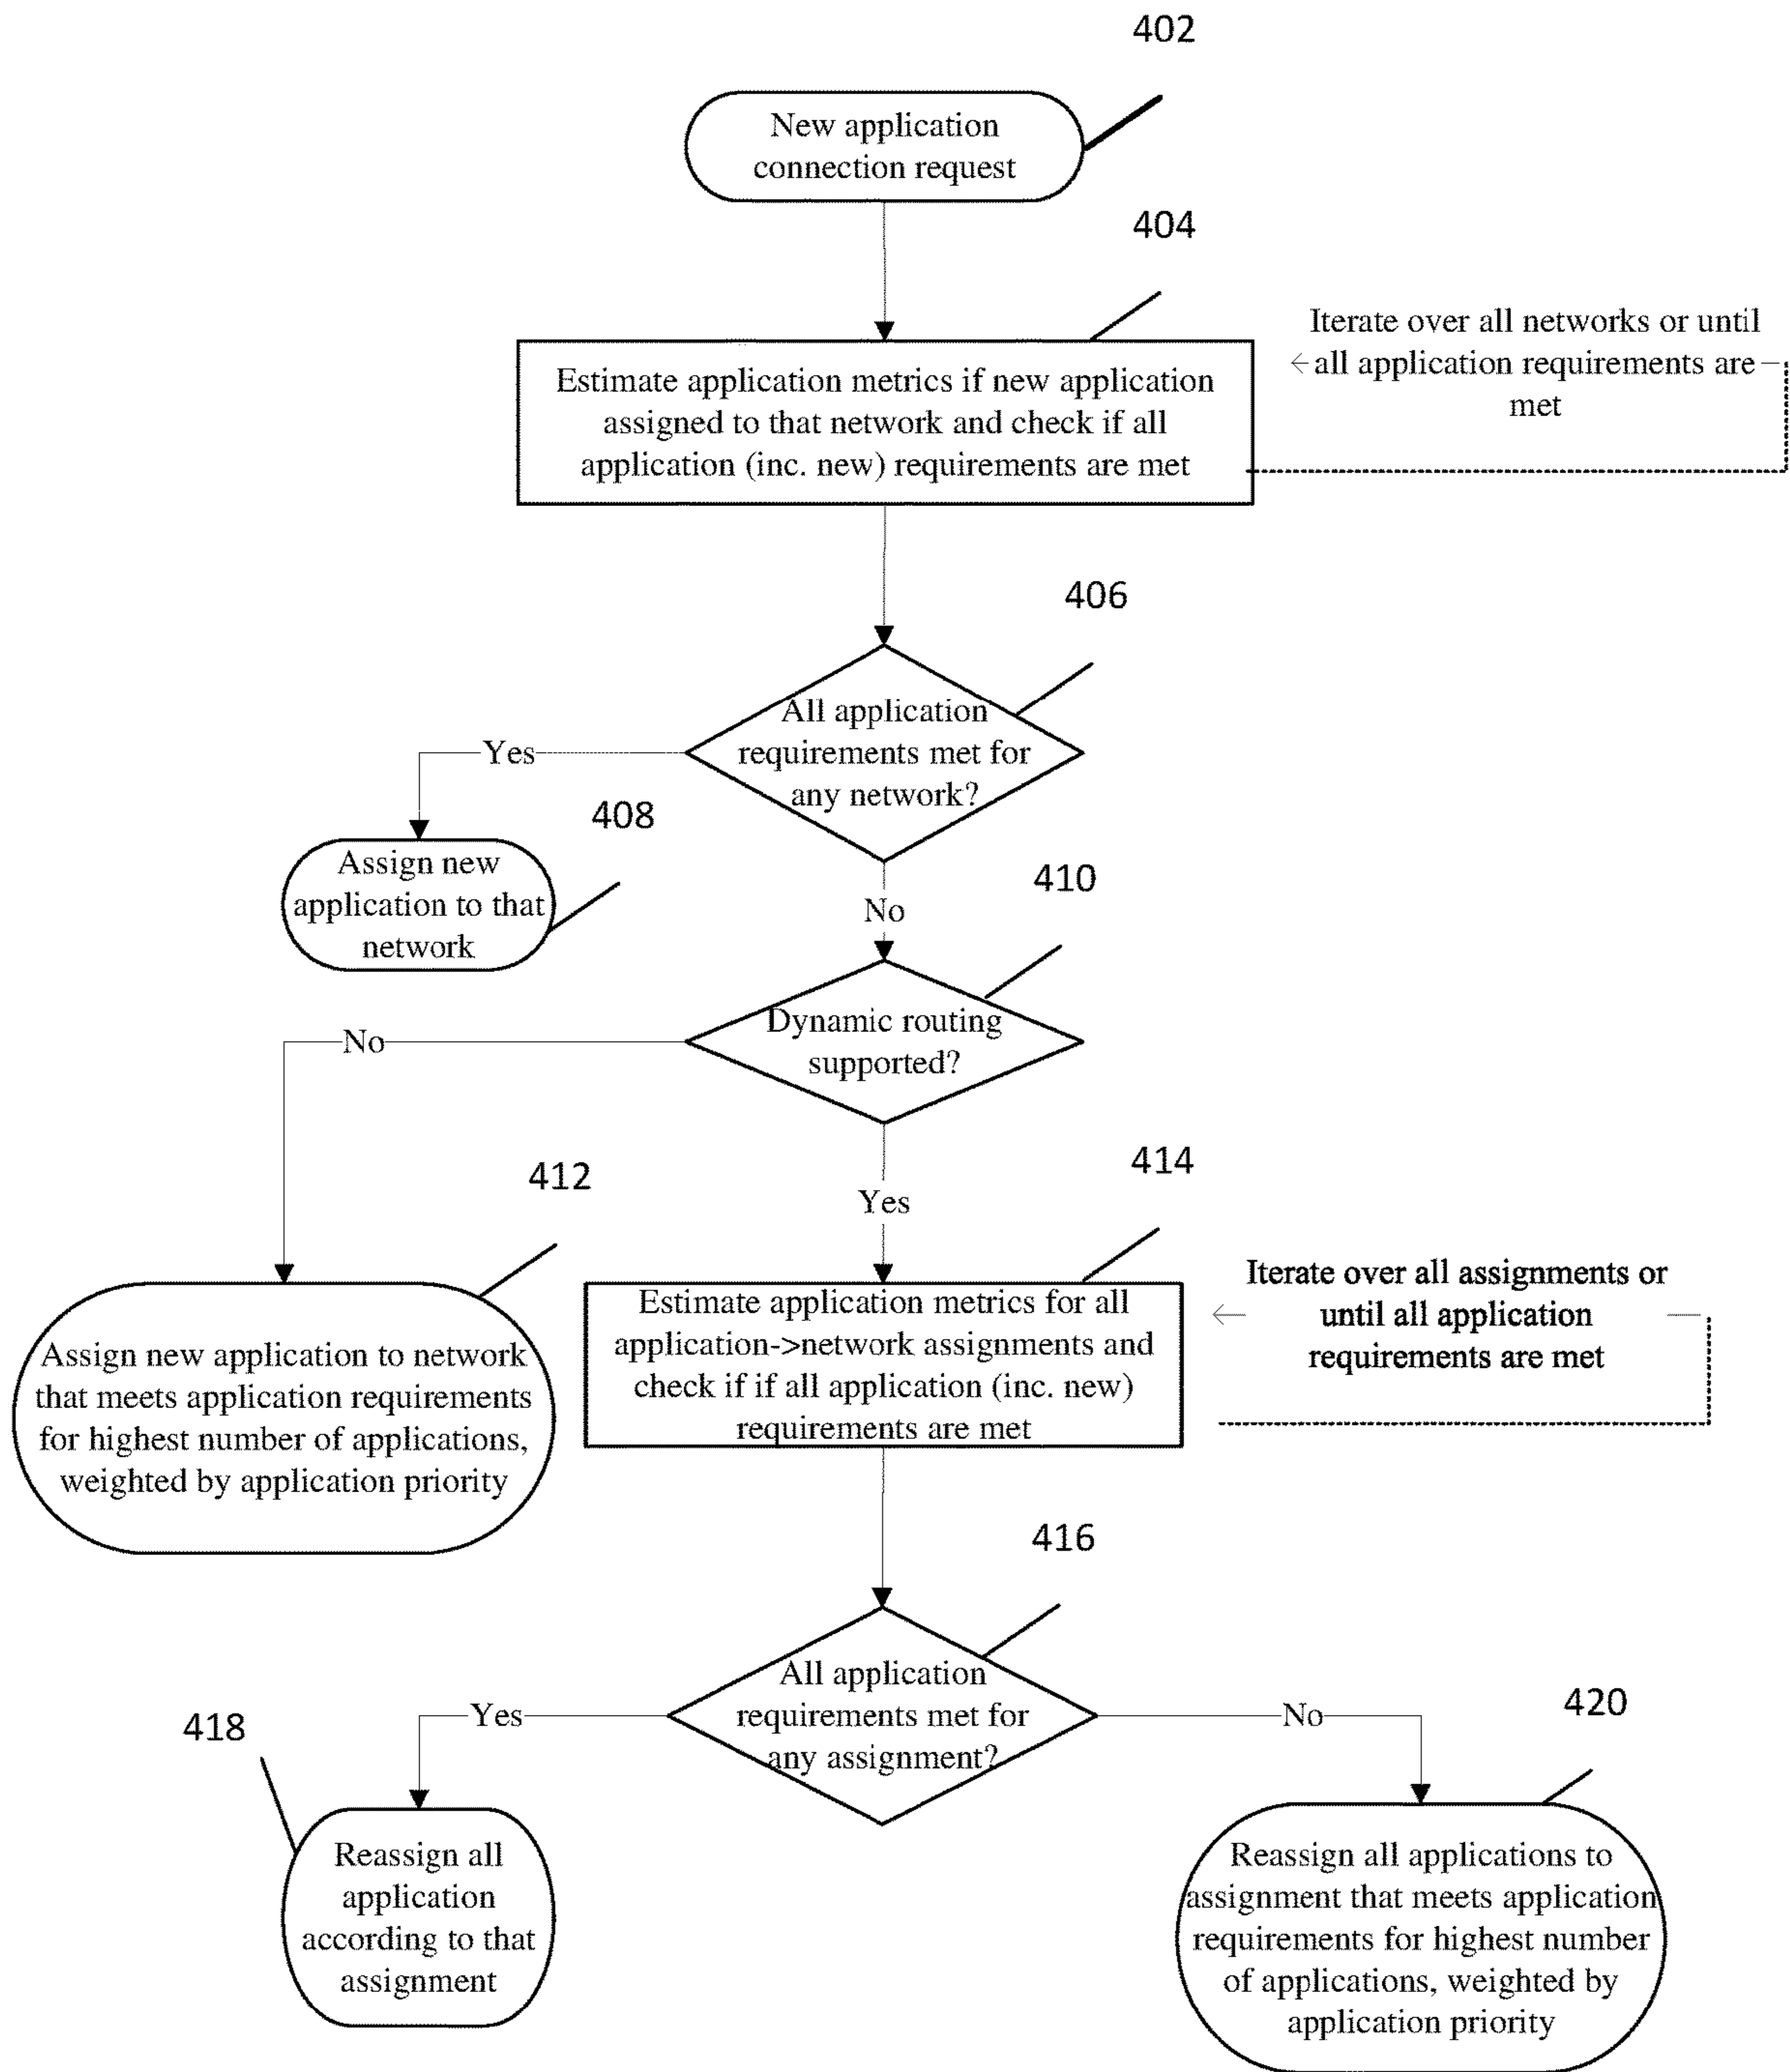 402
New application
connection request
404
Iterate over all networks or until
all application requirements are
met
Estimate application metrics if new application
assigned to that network and check if all
application (inc. new) requirements are met
406
All application
requirements met for
any network?
Yes
408
Assign new
application to that
network
No
410
Dynamic routing
supported?
No
412
Assign new application to network
that meets application requirements
for highest number of applications,
weighted by application priority
Yes
414
Estimate application metrics for all
application->network assignments and
check if if all application (inc. new)
requirements are met
Iterate over all assignments or
until all application
requirements are met
416
All application
requirements met for
any assignment?
Yes
418
Reassign all
application
according to that
assignment
No
420
Reassign all applications to
assignment that meets application
requirements for highest number
of applications, weighted by
application priority